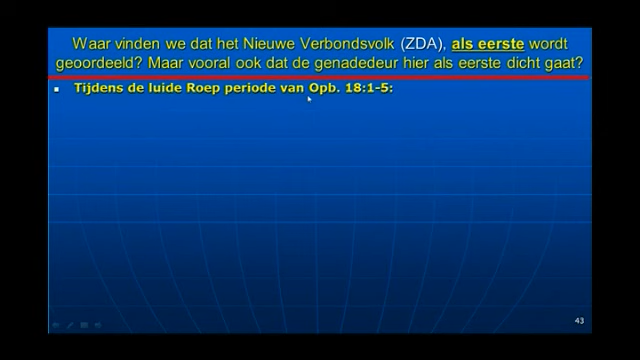 Waar vinden we dat het Nieuwe Verbondsvolk (ZDA), als eerste wordt
geoordeeld? Maar vooral ook dat de genadedeur hier als eerste dicht gaat?
Tijdens de luide Roep periode van Opb. 18:1-5:
43